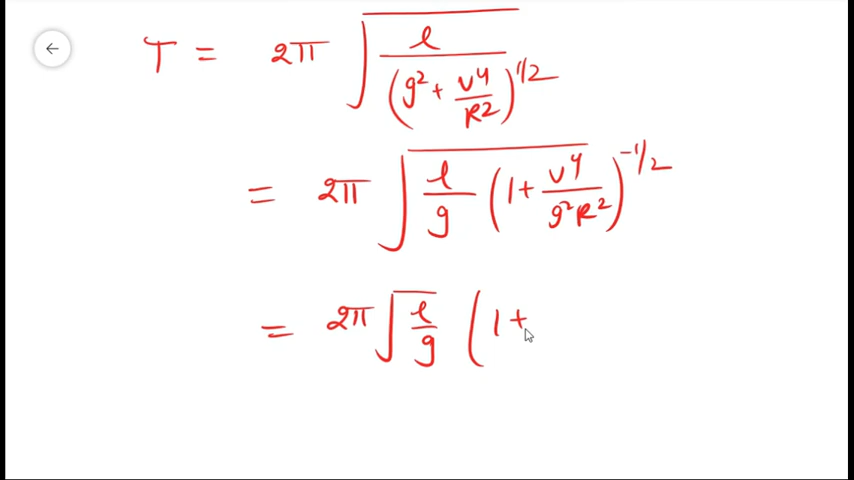 T = 2π √(l / (g² + v⁴/R²)^1/2)
= 2π √(l/g (1 + v⁴/g²R²)^-1/2)
= 2π √(l/g) (1 +